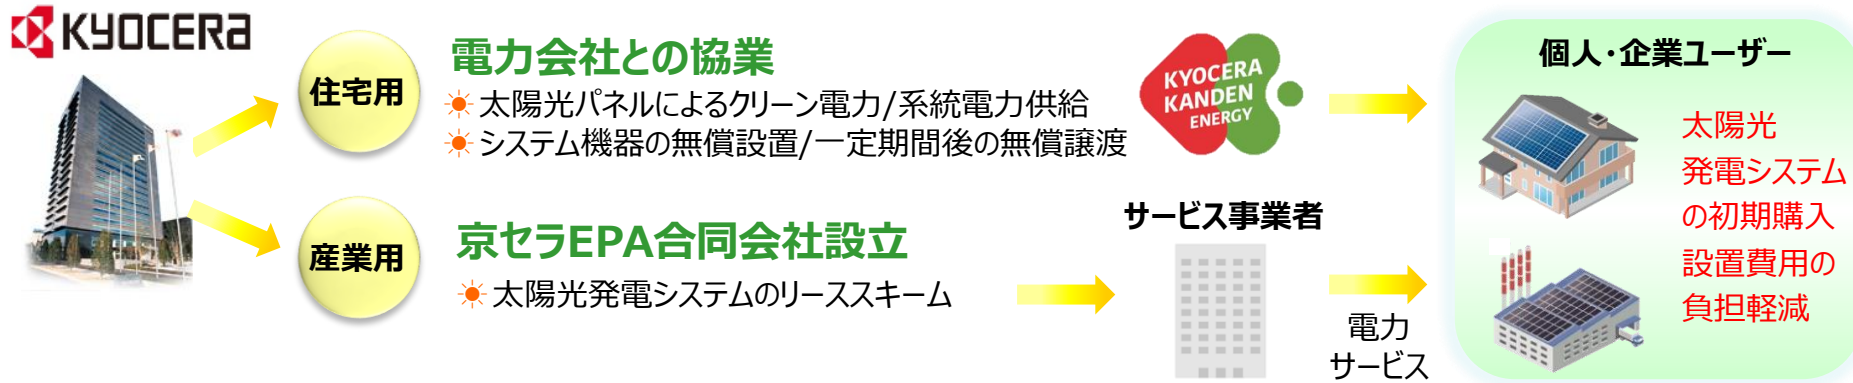 KYOCERA
住宅用
電力会社との協業
太陽光パネルによるクリーン電力/系統電力供給
システム機器の無償設置/一定期間後の無償譲渡
KYOCERA
KANDEN
ENERGY
産業用
京セラEPA合同会社設立
太陽光発電システムのリーススキーム
サービス事業者
電力
サービス
個人・企業ユーザー
太陽光
発電システム
の初期購入
設置費用の
負担軽減